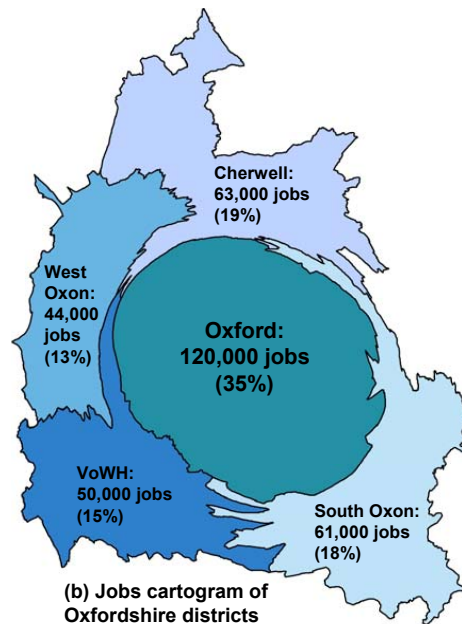 Cherwell:
63,000 jobs
(19%)
West
Oxon:
44,000
jobs
(13%)
Oxford:
120,000 jobs
(35%)
VoWH:
50,000 jobs
(15%)
South Oxon:
61,000 jobs
(18%)
(b) Jobs cartogram of
Oxfordshire districts